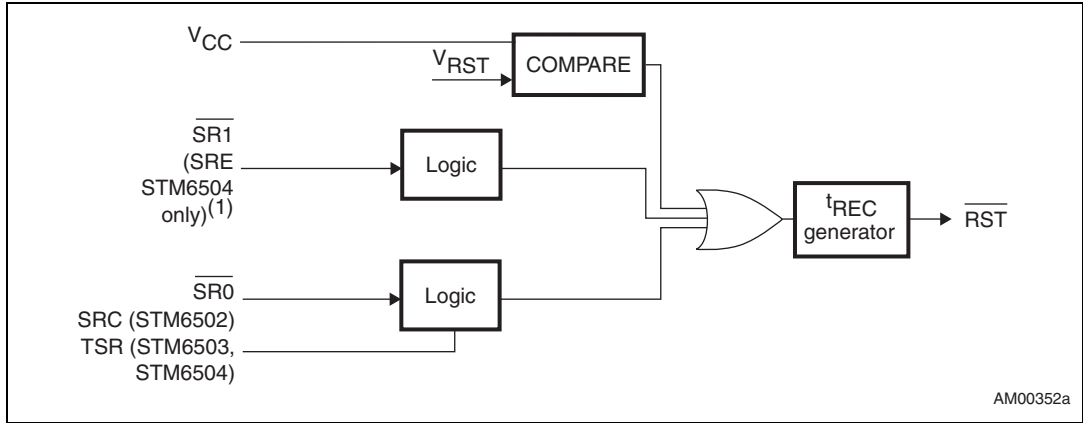 VCC
VRST
COMPARE
SR1
(SRE
STM6504
only)(1)
Logic
SR0
SRC (STM6502)
TSR (STM6503,
STM6504)
Logic
tREC
generator
RST
AM00352a